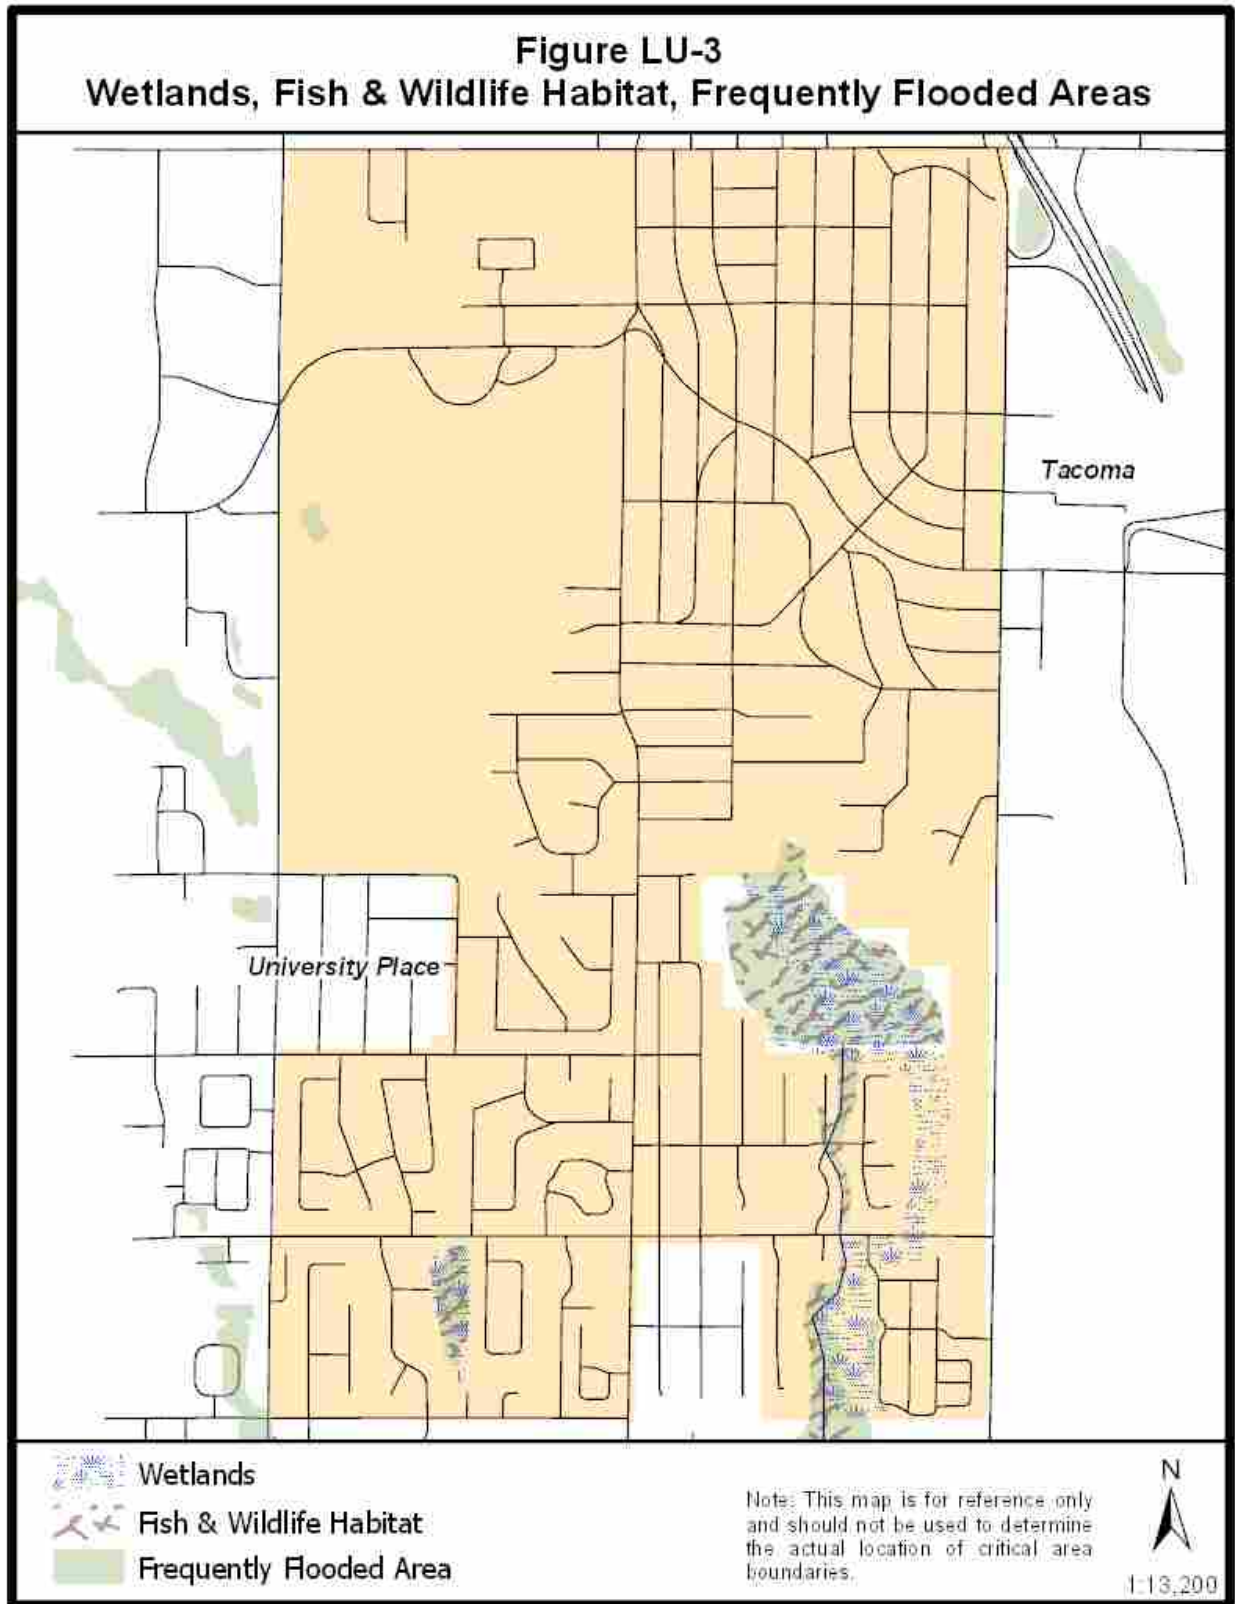 Figure LU-3
Wetlands, Fish & Wildlife Habitat, Frequently Flooded Areas
Tacoma
University Place
Wetlands
Fish & Wildlife Habitat
Frequently Flooded Area
Note: This map is for reference only
and should not be used to determine
the actual location of critical area
boundaries.
N
1:13,200